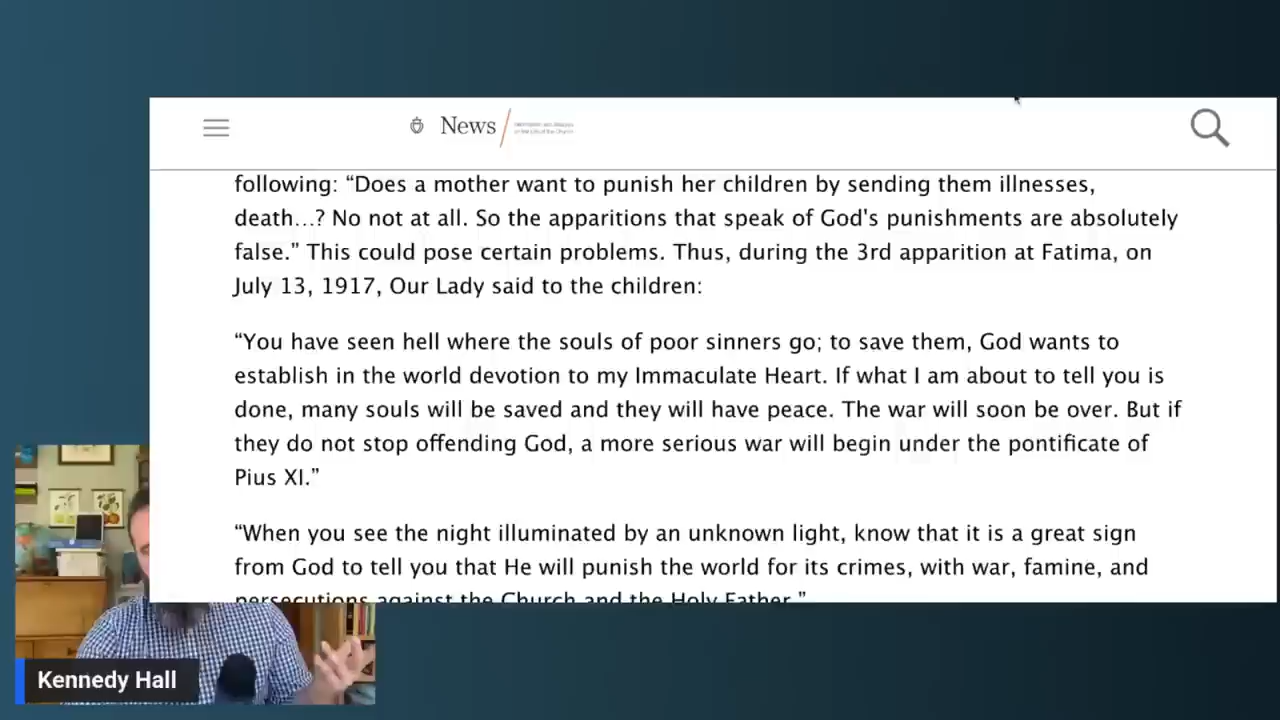 News
following: “Does a mother want to punish her children by sending them illnesses,
death...? No not at all. So the apparitions that speak of God's punishments are absolutely
false.” This could pose certain problems. Thus, during the 3rd apparition at Fatima, on
July 13, 1917, Our Lady said to the children:
“You have seen hell where the souls of poor sinners go; to save them, God wants to
establish in the world devotion to my Immaculate Heart. If what I am about to tell you is
done, many souls will be saved and they will have peace. The war will soon be over. But if
they do not stop offending God, a more serious war will begin under the pontificate of
Pius XI.”
“When you see the night illuminated by an unknown light, know that it is a great sign
from God to tell you that He will punish the world for its crimes, with war, famine, and
persecutions against the Church and the Holy Father.”
Kennedy Hall